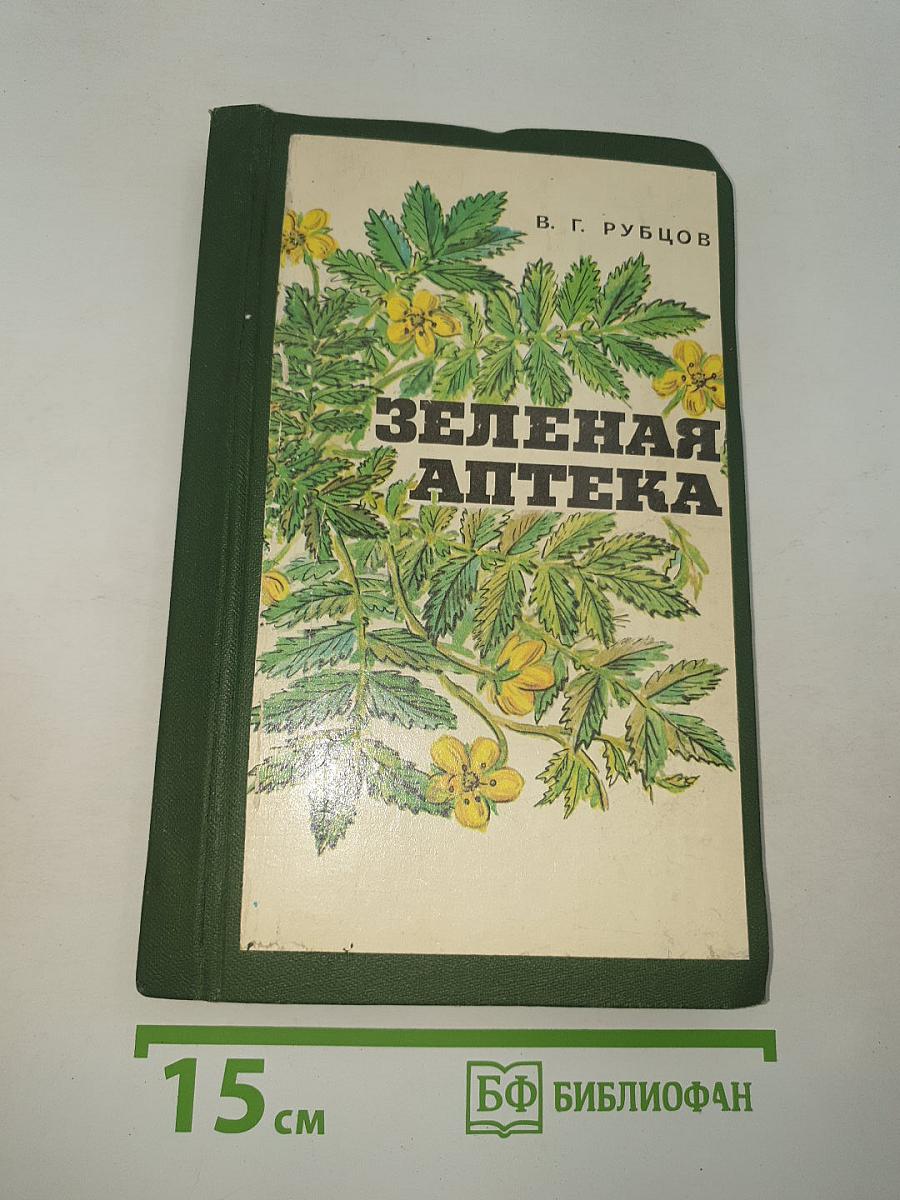 В. Г. РУБЦОВ
ЗЕЛЕНАЯ
АПТЕКА
15 см
БФ БИБЛИОФАН